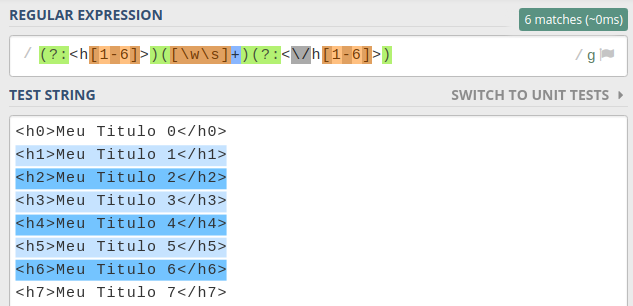 REGULAR EXPRESSION 6 matches (~0ms)
/ (?:<h[1-6]>)([\w\s]+)(?:<\/h[1-6]>) / g
TEST STRING SWITCH TO UNIT TESTS
<h0>Meu Titulo 0</h0>
<h1>Meu Titulo 1</h1>
<h2>Meu Titulo 2</h2>
<h3>Meu Titulo 3</h3>
<h4>Meu Titulo 4</h4>
<h5>Meu Titulo 5</h5>
<h6>Meu Titulo 6</h6>
<h7>Meu Titulo 7</h7>